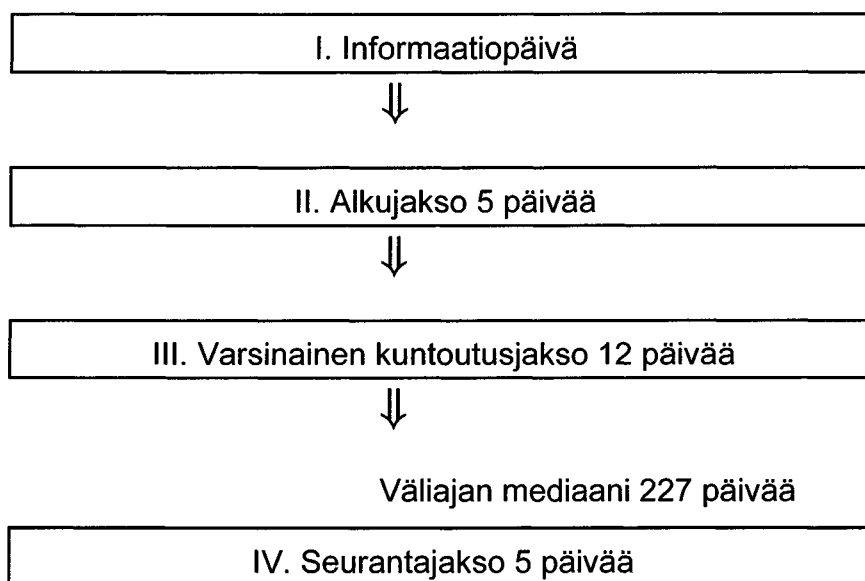 I. Informaatiopäivä
⇓
II. Alkujakso 5 päivää
⇓
III. Varsinainen kuntoutusjakso 12 päivää
⇓
Väliajan mediaani 227 päivää
IV. Seurantajakso 5 päivää